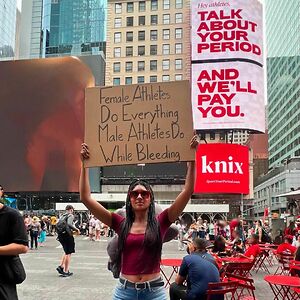 Hey athletes,
TALK
ABOUT
YOUR
PERIOD
AND
WE'LL
PAY
YOU.
Female Athletes
Do Everything
Male Athletes Do
While Bleeding
knix